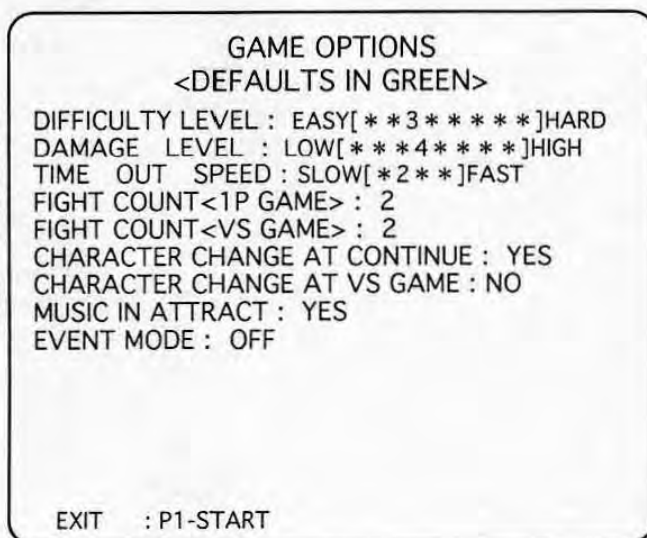 GAME OPTIONS
<DEFAULTS IN GREEN>
DIFFICULTY LEVEL : EASY[**3*****]HARD
DAMAGE LEVEL : LOW[***4****]HIGH
TIME OUT SPEED : SLOW[*2**]FAST
FIGHT COUNT<1P GAME> : 2
FIGHT COUNT<VS GAME> : 2
CHARACTER CHANGE AT CONTINUE : YES
CHARACTER CHANGE AT VS GAME : NO
MUSIC IN ATTRACT : YES
EVENT MODE : OFF
EXIT : P1-START